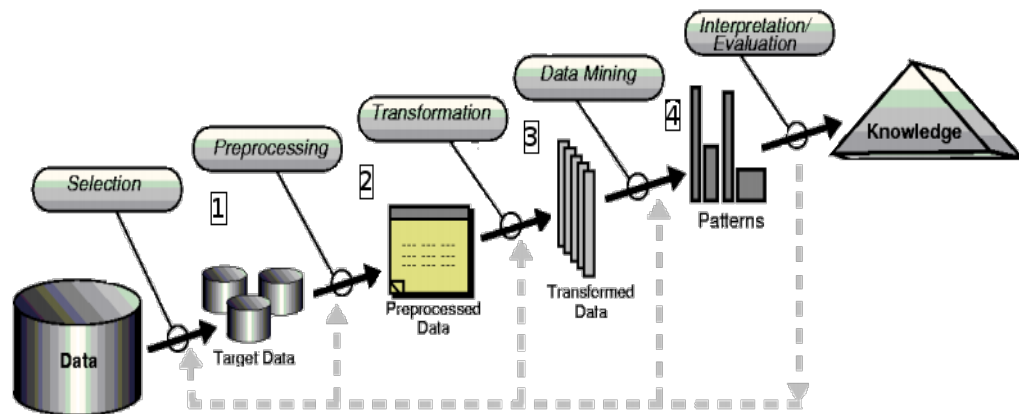 Interpretation/
Evaluation
Data Mining
Transformation
Preprocessing
Selection
1
2
3
4
Knowledge
Patterns
Transformed
Data
Preprocessed
Data
Target Data
Data